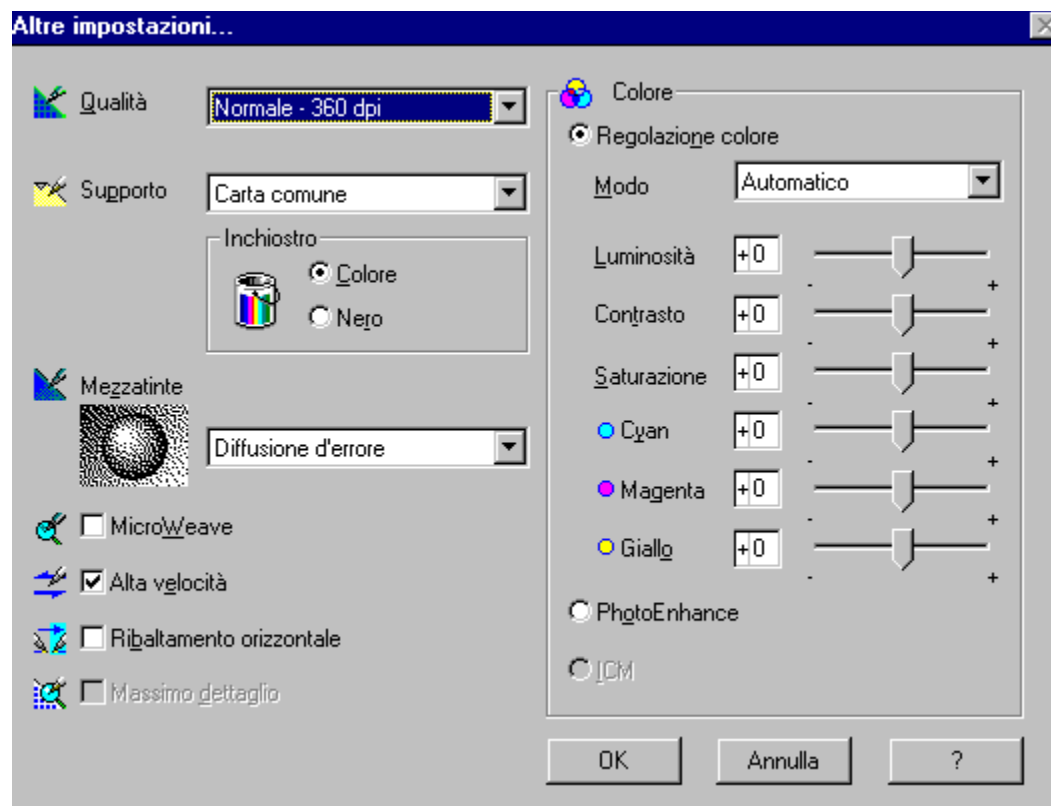 Altre impostazioni...
Qualità
Normale - 360 dpi
Supporto
Carta comune
Inchiostro
Colore
Nero
Mezzatinte
Diffusione d'errore
MicroWeave
Alta velocità
Ribaltamento orizzontale
Massimo dettaglio
Colore
Regolazione colore
Modo
Automatico
Luminosità
+0
- +
Contrasto
+0
- +
Saturazione
+0
- +
Cyan
+0
- +
Magenta
+0
- +
Giallo
+0
- +
PhotoEnhance
ICM
OK
Annulla
?